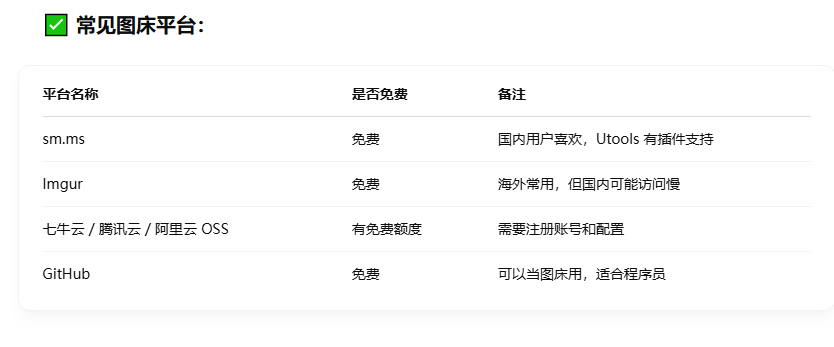 ✅ 常见图床平台：
平台名称 是否免费 备注
sm.ms 免费 国内用户喜欢，Utools 有插件支持
Imgur 免费 海外常用，但国内可能访问慢
七牛云 / 腾讯云 / 阿里云 OSS 有免费额度 需要注册账号和配置
GitHub 免费 可以当图床用，适合程序员